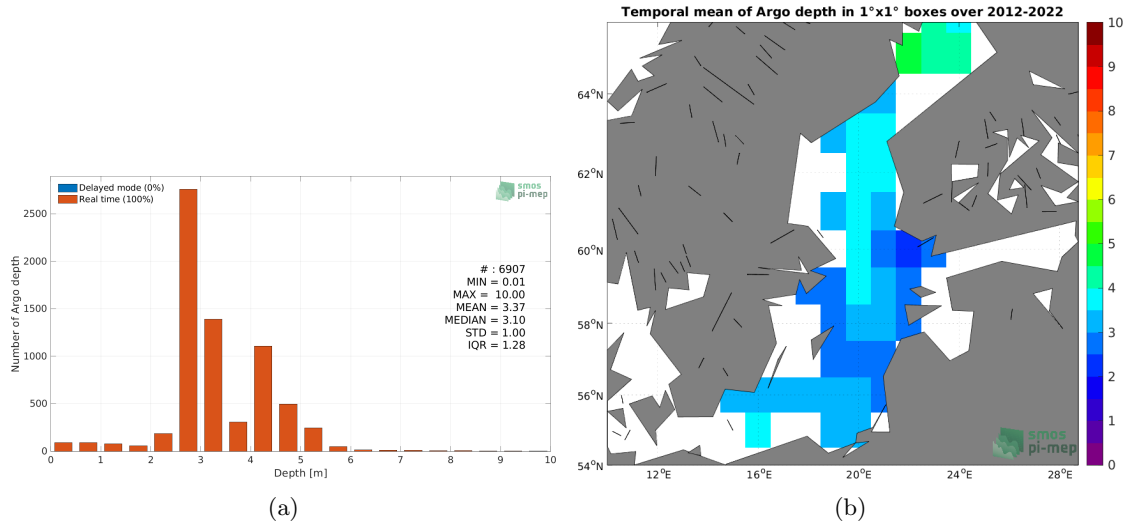 Delayed mode (0%)
Real time (100%)
smos
pi-mep
# : 6907
MIN = 0.01
MAX = 10.00
MEAN = 3.37
MEDIAN = 3.10
STD = 1.00
IQR = 1.28
Number of Argo depth
2500
2000
1500
1000
500
0
0 1 2 3 4 5 6 7 8 9 10
Depth [m]
(a)
Temporal mean of Argo depth in 1°x1° boxes over 2012-2022
64°N
62°N
60°N
58°N
56°N
54°N
12°E 16°E 20°E 24°E 28°E
10
9
8
7
6
5
4
3
2
1
0
smos
pi-mep
(b)